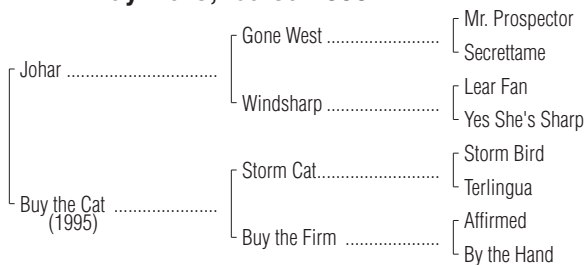 Mr. Prospector
Gone West
Secrettame
Johar
Lear Fan
Windsharp
Yes She's Sharp
Storm Bird
Storm Cat
Terlingua
Buy the Cat
(1995)
Affirmed
Buy the Firm
By the Hand